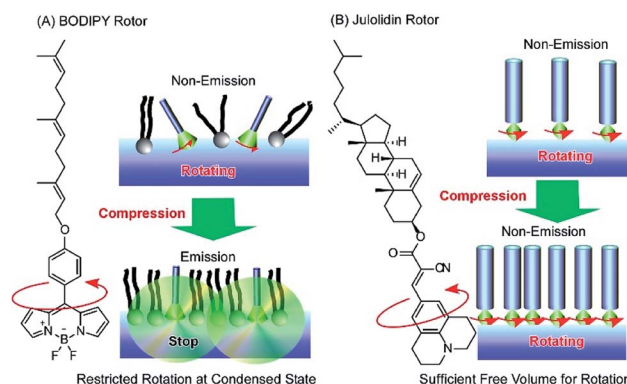 (A) BODIPY Rotor
Non-Emission
Rotating
Compression
Emission
Stop
O
N
+
B
-
N
F
F
Restricted Rotation at Condensed State
(B) Julolidin Rotor
Non-Emission
Rotating
Compression
Non-Emission
Rotating
H
H
H
O
O
CN
N
Sufficient Free Volume for Rotation